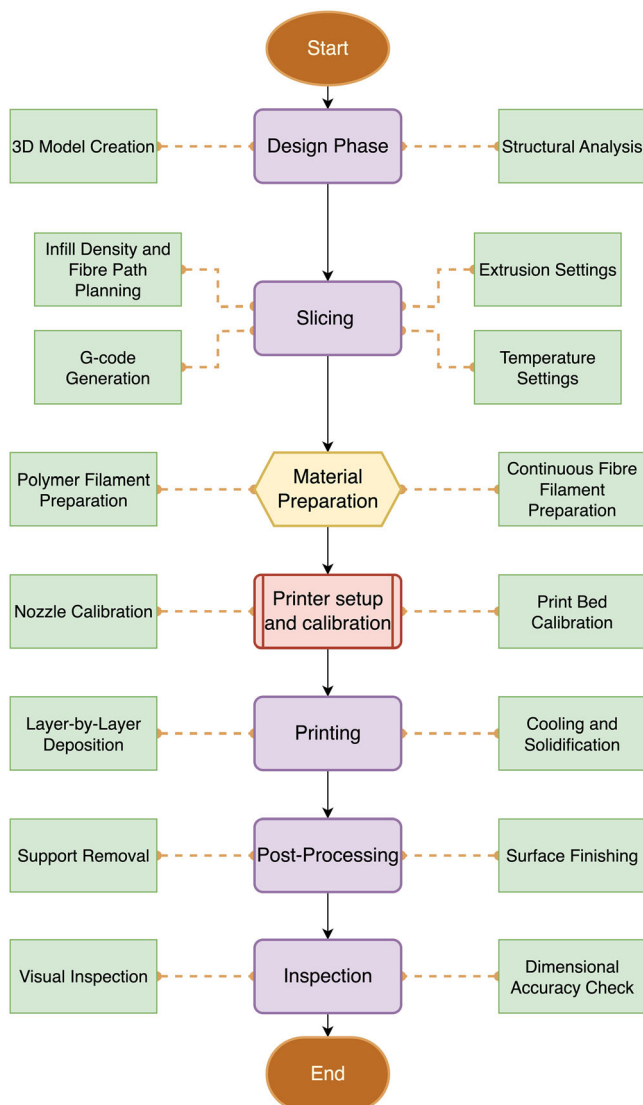 Start
3D Model Creation
Design Phase
Structural Analysis
Infill Density and
Fibre Path
Planning
Extrusion Settings
Slicing
G-code
Generation
Temperature
Settings
Polymer Filament
Preparation
Material
Preparation
Continuous Fibre
Filament
Preparation
Nozzle Calibration
Printer setup
and calibration
Print Bed
Calibration
Layer-by-Layer
Deposition
Printing
Cooling and
Solidification
Support Removal
Post-Processing
Surface Finishing
Visual Inspection
Inspection
Dimensional
Accuracy Check
End